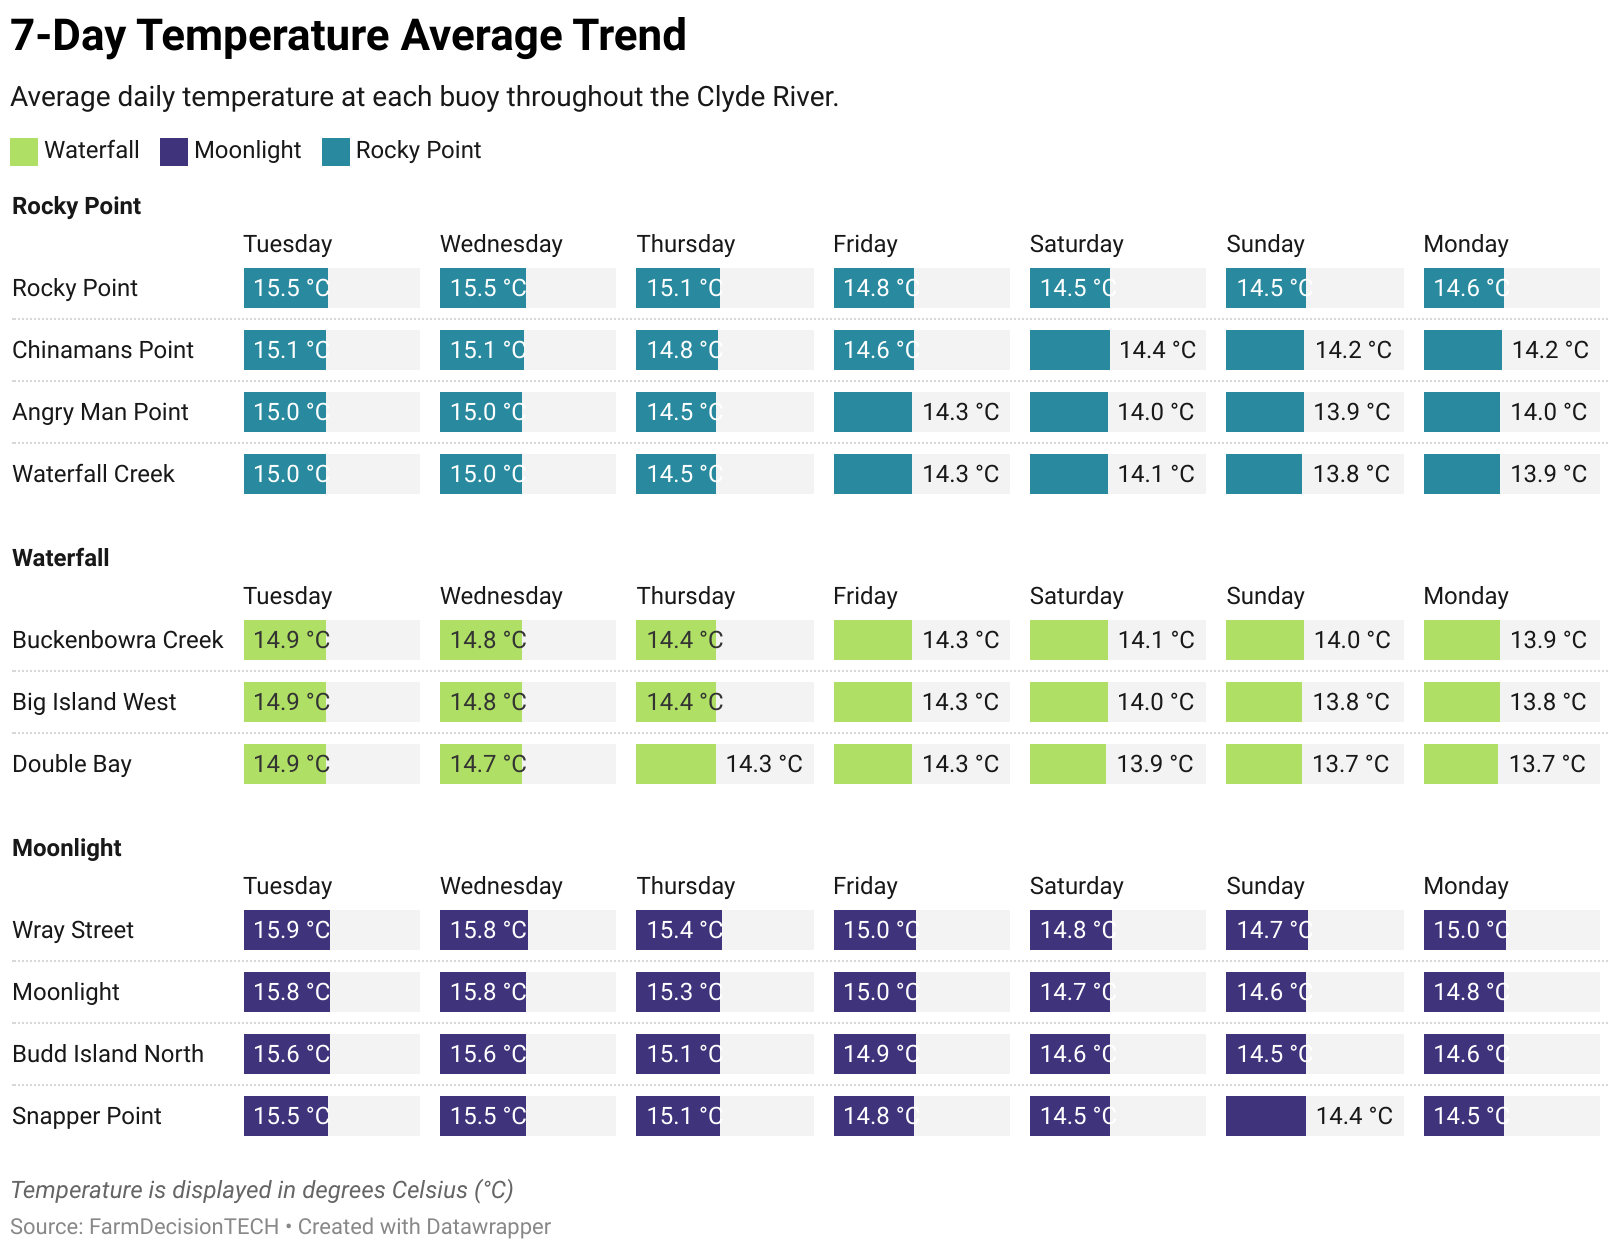 7-Day Temperature Average Trend
Average daily temperature at each buoy throughout the Clyde River.
Waterfall Moonlight Rocky Point
Rocky Point
Tuesday Wednesday Thursday Friday Saturday Sunday Monday
Rocky Point 15.5 °C 15.5 °C 15.1 °C 14.8 °C 14.5 °C 14.5 °C 14.6 °C
Chinamans Point 15.1 °C 15.1 °C 14.8 °C 14.6 °C 14.4 °C 14.2 °C 14.2 °C
Angry Man Point 15.0 °C 15.0 °C 14.5 °C 14.3 °C 14.0 °C 13.9 °C 14.0 °C
Waterfall Creek 15.0 °C 15.0 °C 14.5 °C 14.3 °C 14.1 °C 13.8 °C 13.9 °C
Waterfall
Tuesday Wednesday Thursday Friday Saturday Sunday Monday
Buckenbowra Creek 14.9 °C 14.8 °C 14.4 °C 14.3 °C 14.1 °C 14.0 °C 13.9 °C
Big Island West 14.9 °C 14.8 °C 14.4 °C 14.3 °C 14.0 °C 13.8 °C 13.8 °C
Double Bay 14.9 °C 14.7 °C 14.3 °C 14.3 °C 13.9 °C 13.7 °C 13.7 °C
Moonlight
Tuesday Wednesday Thursday Friday Saturday Sunday Monday
Wray Street 15.9 °C 15.8 °C 15.4 °C 15.0 °C 14.8 °C 14.7 °C 15.0 °C
Moonlight 15.8 °C 15.8 °C 15.3 °C 15.0 °C 14.7 °C 14.6 °C 14.8 °C
Budd Island North 15.6 °C 15.6 °C 15.1 °C 14.9 °C 14.6 °C 14.5 °C 14.6 °C
Snapper Point 15.5 °C 15.5 °C 15.1 °C 14.8 °C 14.5 °C 14.4 °C 14.5 °C
Temperature is displayed in degrees Celsius (°C)
Source: FarmDecisionTECH • Created with Datawrapper